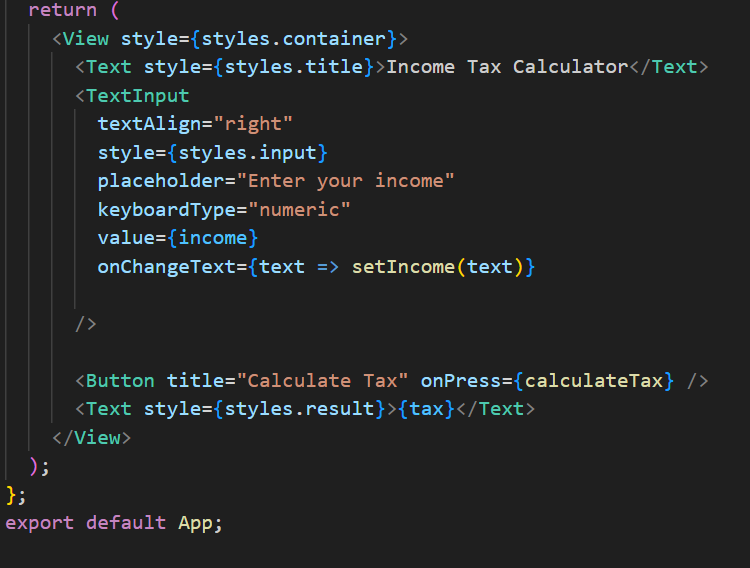 return (
<View style={styles.container}>
<Text style={styles.title}>Income Tax Calculator</Text>
<TextInput
textAlign="right"
style={styles.input}
placeholder="Enter your income"
keyboardType="numeric"
value={income}
onChangeText={text => setIncome(text)}
/>
<Button title="Calculate Tax" onPress={calculateTax} />
<Text style={styles.result}>{tax}</Text>
</View>
);
};
export default App;